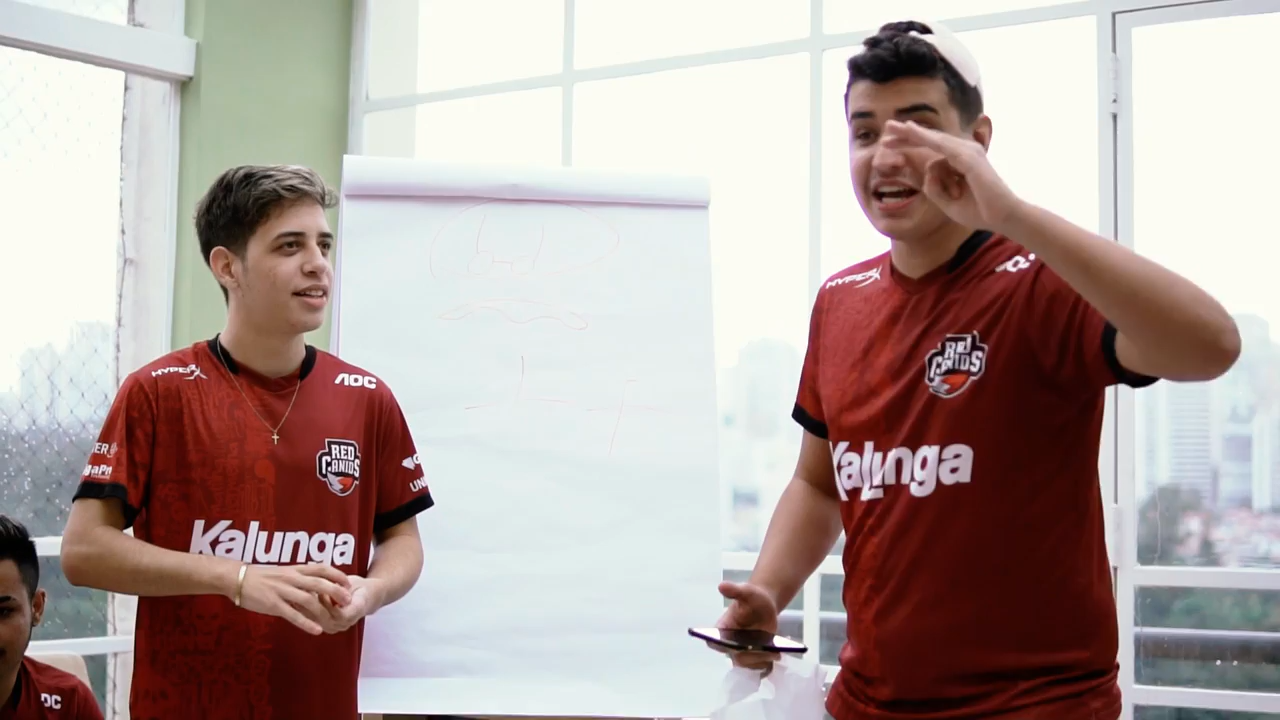 HYPERX
AOC
RED
CANIDS
Kalunga
HYPERX
RED
CANIDS
Kalunga